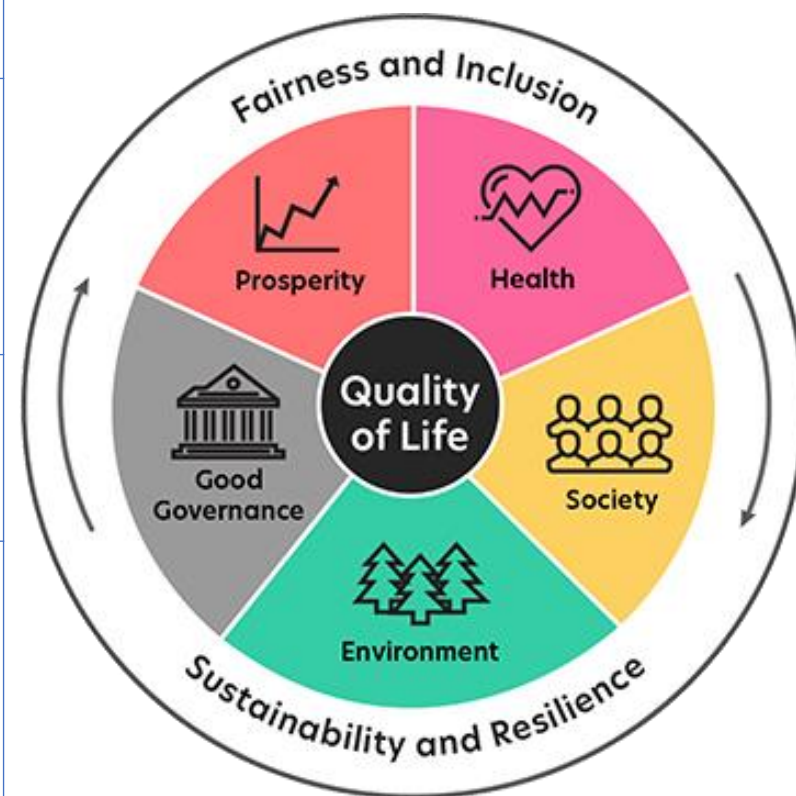 Fairness and Inclusion
Prosperity
Health
Quality
of Life
Good
Governance
Society
Environment
Sustainability and Resilience